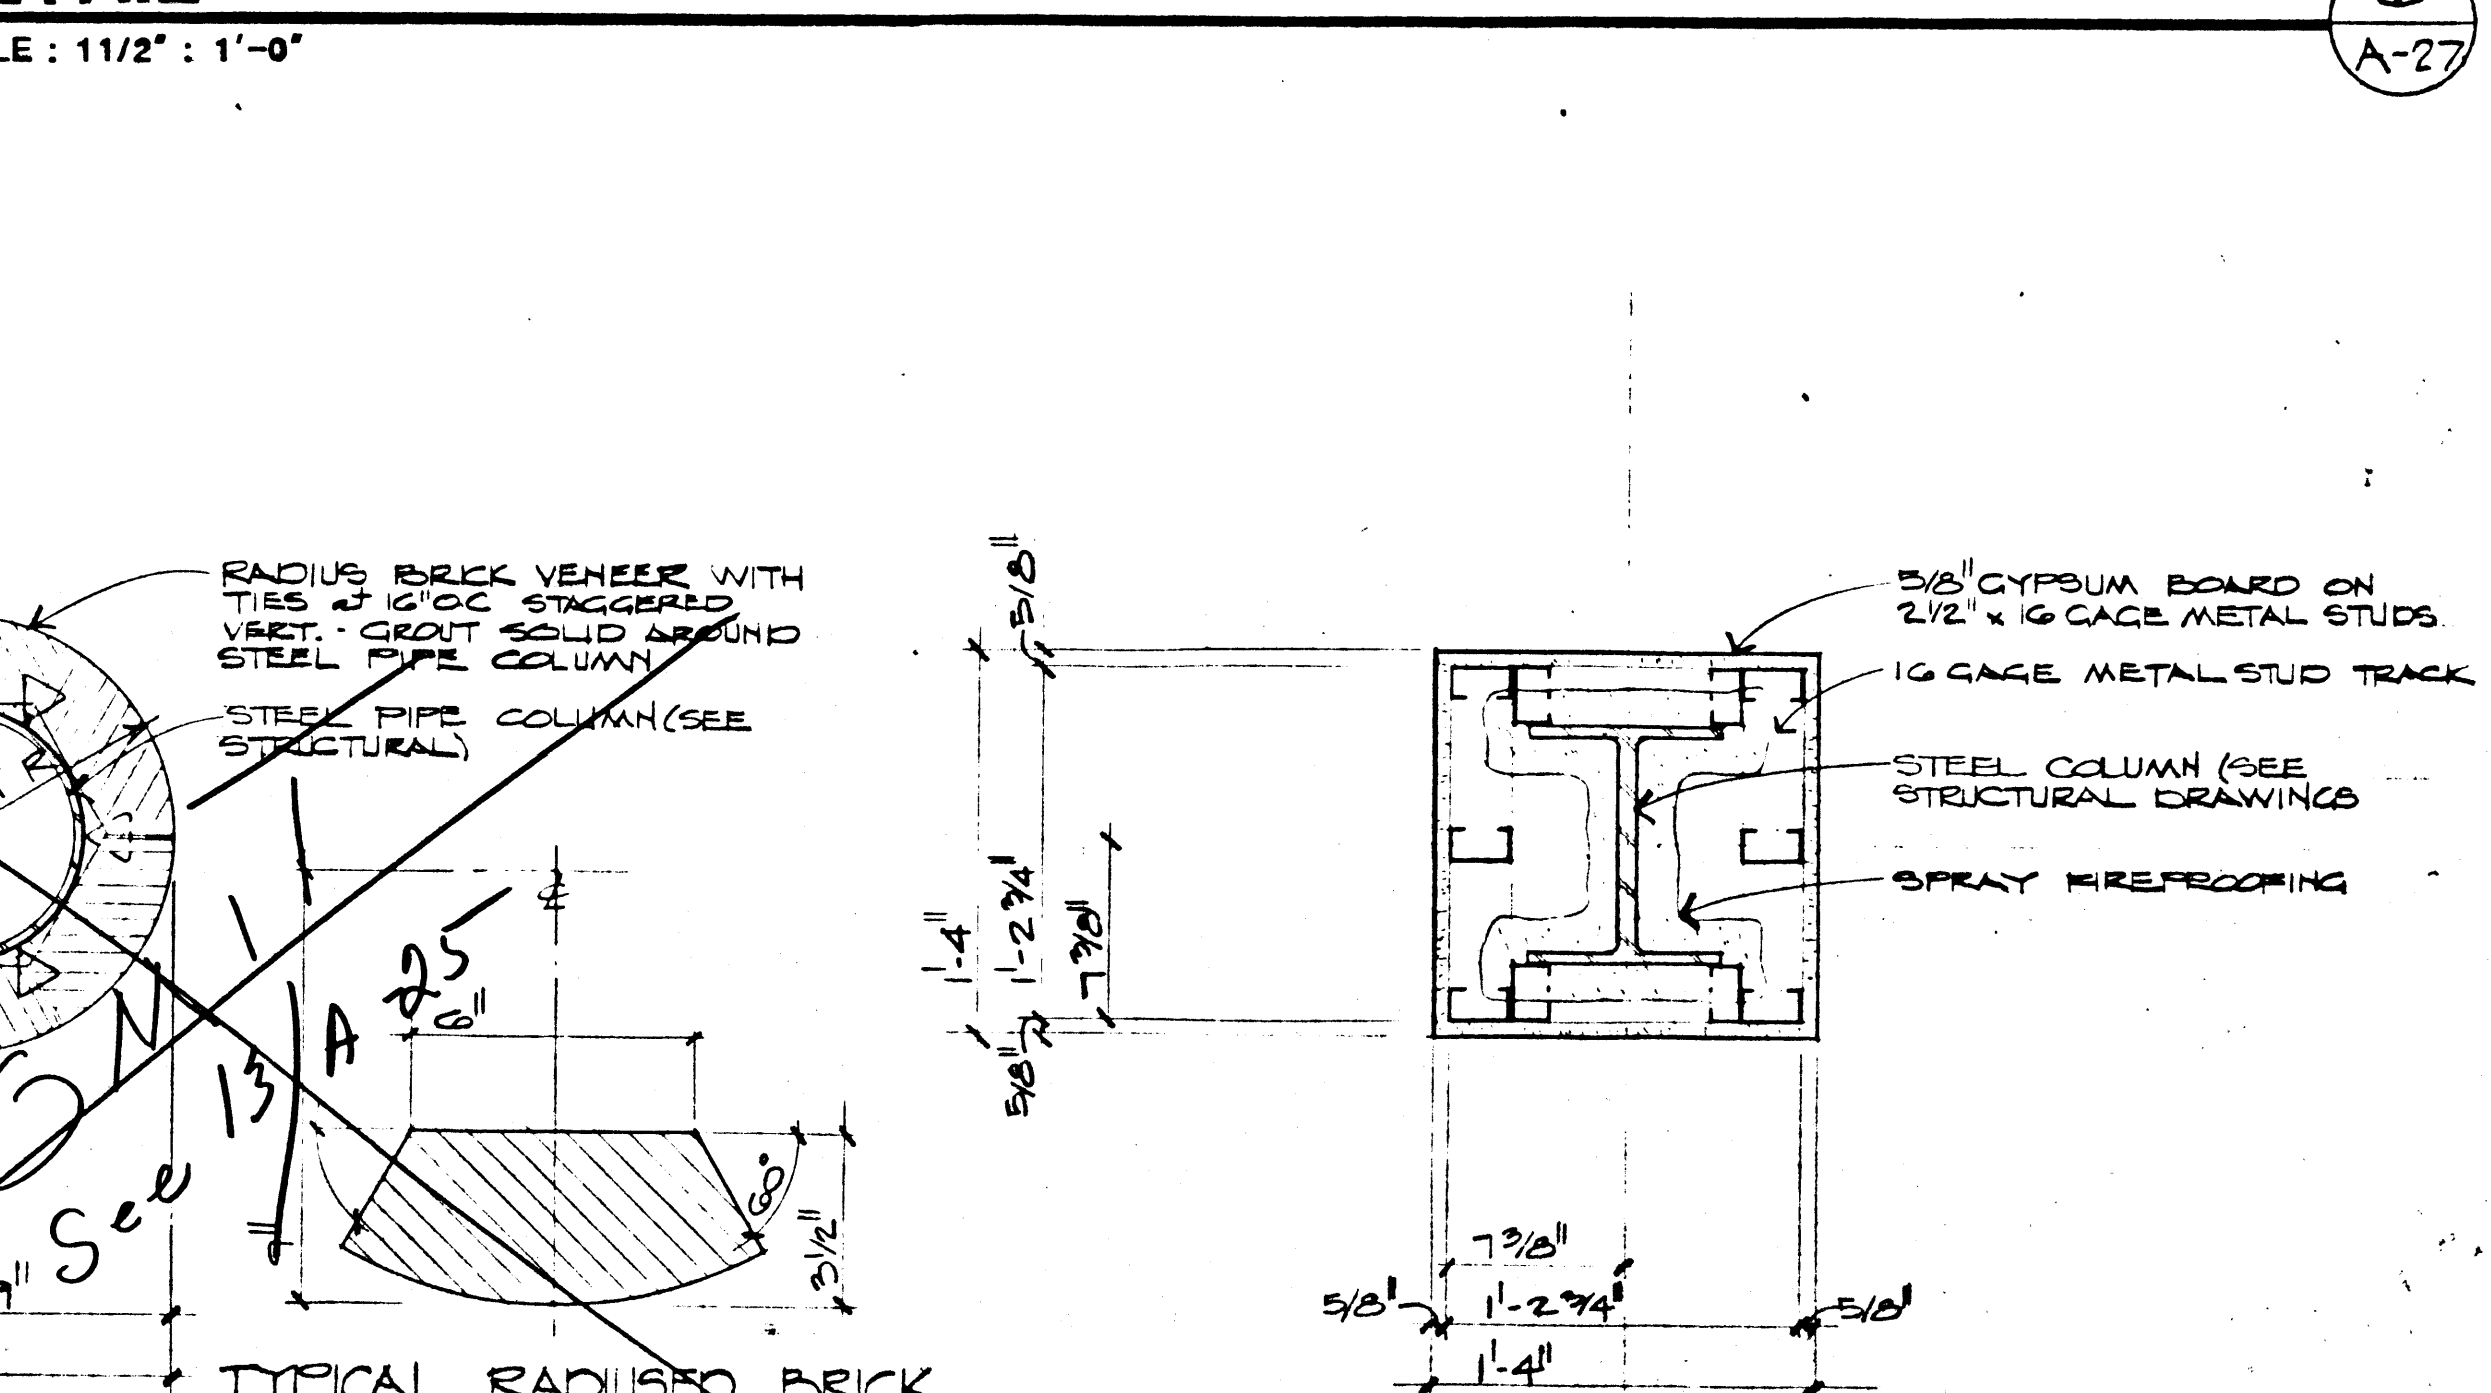 LE : 11/2" : 1'-0"
A-27
RADIUS BRICK VENEER WITH
TIES at 16"O.C STAGGERED
VERT. - GROUT SOLID AROUND
STEEL PIPE COLUMN
STEEL PIPE COLUMN (SEE
STRUCTURAL)
5/8"
1'-4"
1'-2 3/4"
7 3/8"
5/8"
5/8" GYPSUM BOARD ON
2 1/2" x 16 GAGE METAL STUDS.
16 GAGE METAL STUD TRACK
STEEL COLUMN (SEE
STRUCTURAL DRAWINGS
SPRAY FIREPROOFING
25
6"
13
A
See
60°
3 1/2"
7 3/8"
5/8"
1'-2 3/4"
5/8"
1'-4"
TYPICAL RADIUSED BRICK